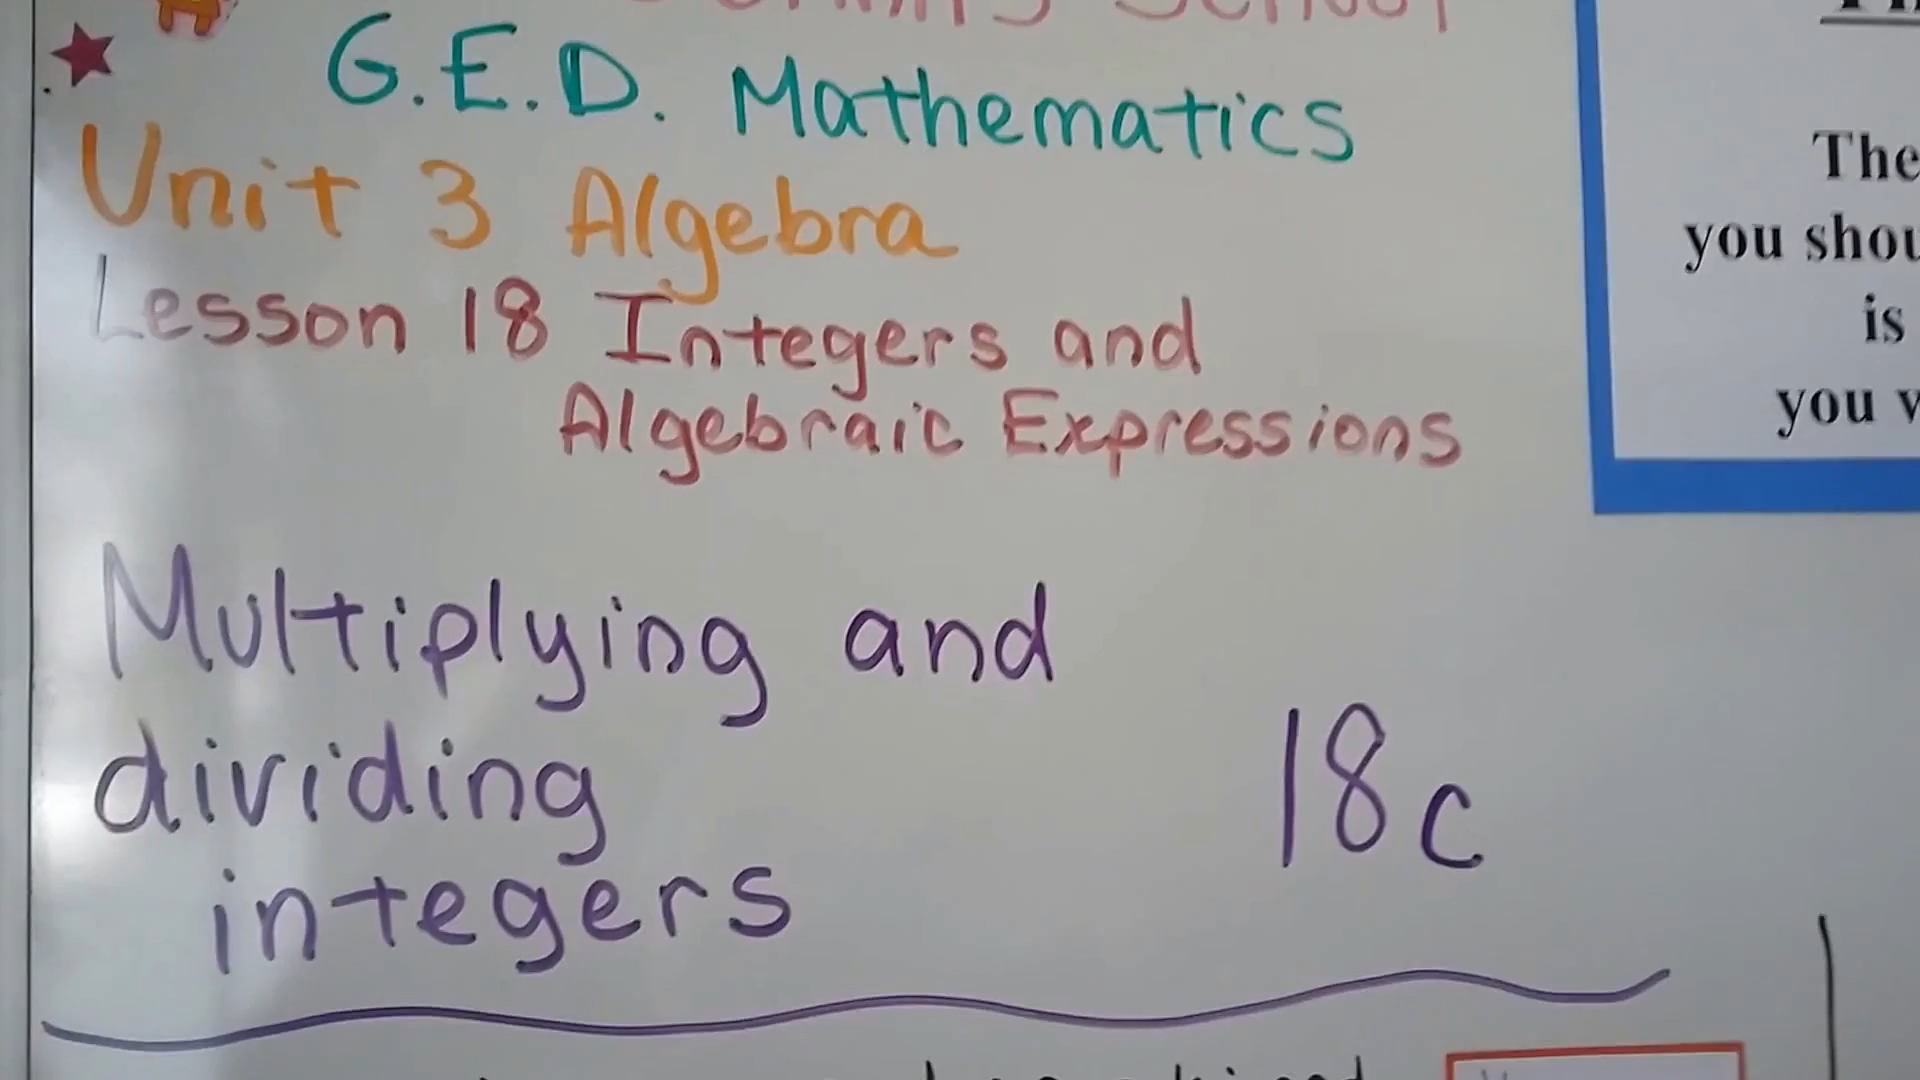 G.E.D. Mathematics
Unit 3 Algebra
Lesson 18 Integers and
Algebraic Expressions
Multiplying and
dividing
integers
18c
The
you
is
you